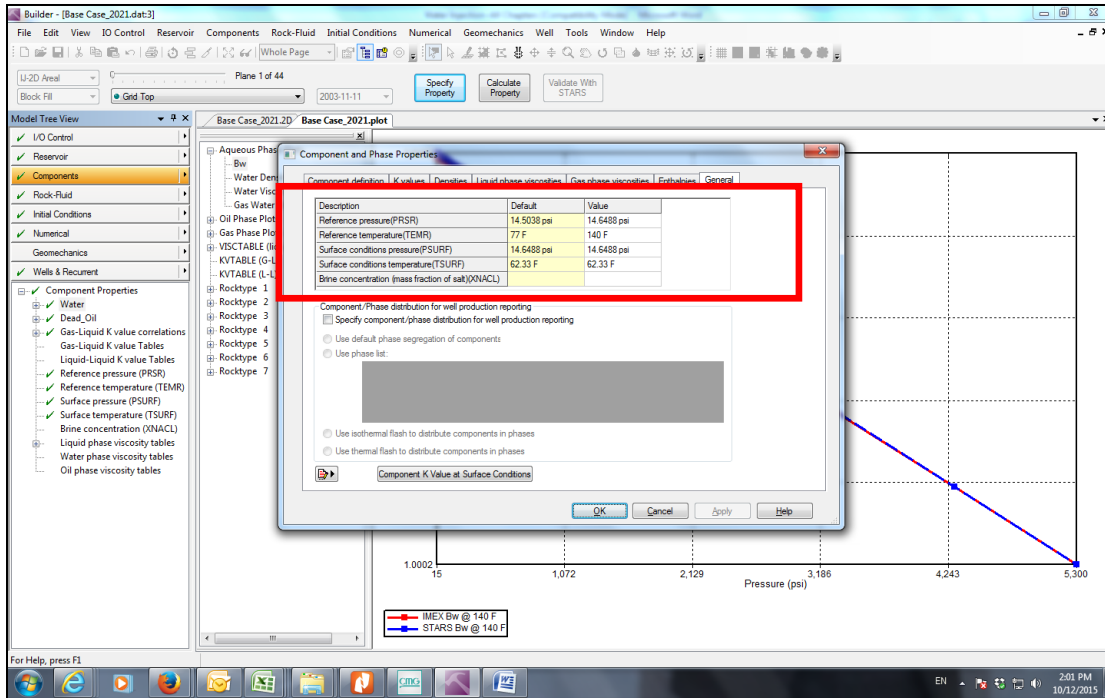 Builder - [Base Case_2021.dat:3]
File Edit View IO Control Reservoir Components Rock-Fluid Initial Conditions Numerical Geomechanics Well Tools Window Help
Whole Page
IJ-2D Areal
Plane 1 of 44
Block Fill
Grid Top
2003-11-11
Specify Property
Calculate Property
Validate With STARS
Model Tree View
Base Case_2021.2D
Base Case_2021.plot
I/O Control
Reservoir
Components
Rock-Fluid
Initial Conditions
Numerical
Geomechanics
Wells & Recurrent
Component Properties
Water
Dead_Oil
Gas-Liquid K value correlations
Gas-Liquid K value Tables
Liquid-Liquid K value Tables
Reference pressure (PRSR)
Reference temperature (TEMR)
Surface pressure (PSURF)
Surface temperature (TSURF)
Brine concentration (XNACL)
Liquid phase viscosity tables
Water phase viscosity tables
Oil phase viscosity tables
Aqueous Phas
Bw
Water Dens
Water Visc
Gas Water
Oil Phase Plot
Gas Phase Plo
VISCTABLE (liq
KVTABLE (G-L
KVTABLE (L-L)
Rocktype 1
Rocktype 2
Rocktype 3
Rocktype 4
Rocktype 5
Rocktype 6
Rocktype 7
Component and Phase Properties
Component definition K values Densities Liquid phase viscosities Gas phase viscosities Enthalpies General
Description Default Value
Reference pressure(PRSR) 14.5038 psi 14.6488 psi
Reference temperature(TEMR) 77 F 140 F
Surface conditions pressure(PSURF) 14.6488 psi 14.6488 psi
Surface conditions temperature(TSURF) 62.33 F 62.33 F
Brine concentration (mass fraction of salt)(XNACL)
Component/Phase distribution for well production reporting
Specify component/phase distribution for well production reporting
Use default phase segregation of components
Use phase list:
Use isothermal flash to distribute components in phases
Use thermal flash to distribute components in phases
Component K Value at Surface Conditions
OK Cancel Apply Help
1.0002
15 1,072 2,129 3,186 4,243 5,300
Pressure (psi)
IMEX Bw @ 140 F
STARS Bw @ 140 F
For Help, press F1
CMG
EN
2:01 PM
10/12/2015